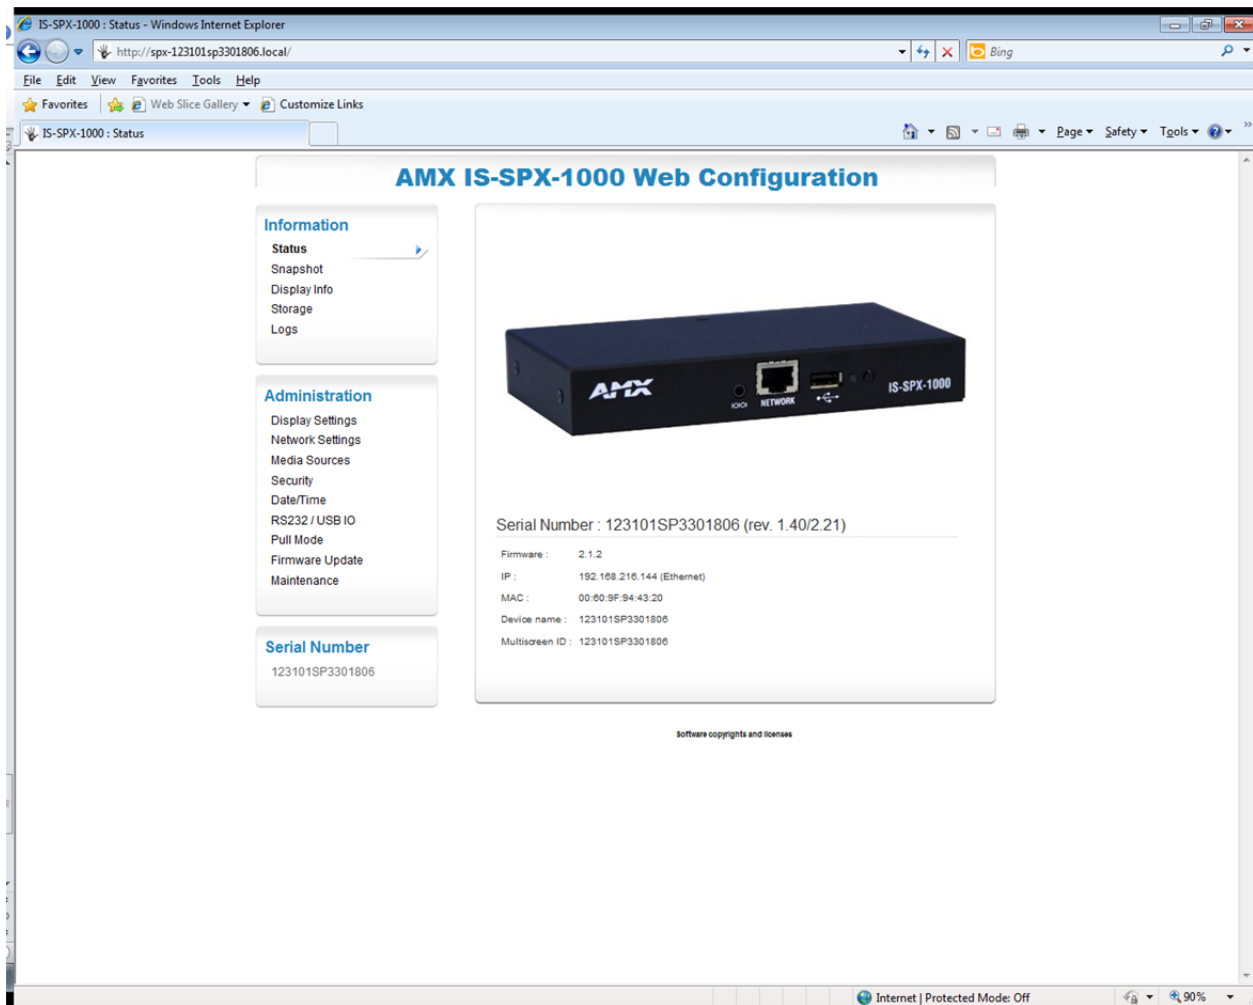 IS-SPX-1000 : Status - Windows Internet Explorer
http://spx-123101sp3301806.local/
Bing
File Edit View Favorites Tools Help
Favorites Web Slice Gallery Customize Links
IS-SPX-1000 : Status
Page Safety Tools
AMX IS-SPX-1000 Web Configuration
Information
Status
Snapshot
Display Info
Storage
Logs
Administration
Display Settings
Network Settings
Media Sources
Security
Date/Time
RS232 / USB IO
Pull Mode
Firmware Update
Maintenance
Serial Number
123101SP3301806
AMX
IOIOI
NETWORK
IS-SPX-1000
Serial Number : 123101SP3301806 (rev. 1.40/2.21)
Firmware : 2.1.2
IP : 192.168.216.144 (Ethernet)
MAC : 00:60:9F:94:43:20
Device name : 123101SP3301806
Multiscreen ID : 123101SP3301806
Software copyrights and licenses
Internet | Protected Mode: Off
90%